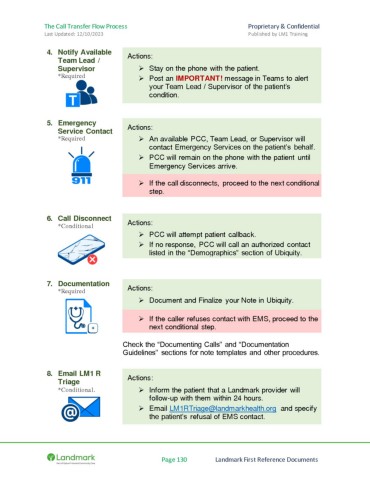 The Call Transfer Flow Process Proprietary & Confidential
Last Updated: 12/10/2023 Published by LM1 Training
4. Notify Available
Team Lead /
Supervisor
*Required
T
Actions:
➤ Stay on the phone with the patient.
➤ Post an IMPORTANT! message in Teams to alert
your Team Lead / Supervisor of the patient's
condition.
5. Emergency
Service Contact
*Required
911
Actions:
➤ An available PCC, Team Lead, or Supervisor will
contact Emergency Services on the patient's behalf.
➤ PCC will remain on the phone with the patient until
Emergency Services arrive.
➤ If the call disconnects, proceed to the next conditional
step.
6. Call Disconnect
*Conditional
Actions:
➤ PCC will attempt patient callback.
➤ If no response, PCC will call an authorized contact
listed in the "Demographics" section of Ubiquity.
7. Documentation
*Required
Actions:
➤ Document and Finalize your Note in Ubiquity.
➤ If the caller refuses contact with EMS, proceed to the
next conditional step.
Check the "Documenting Calls" and "Documentation
Guidelines" sections for note templates and other procedures.
8. Email LM1 R
Triage
*Conditional.
@
Actions:
➤ Inform the patient that a Landmark provider will
follow-up with them within 24 hours.
➤ Email LM1RTriage@landmarkhealth.org and specify
the patient's refusal of EMS contact.
Landmark
Page 130 Landmark First Reference Documents